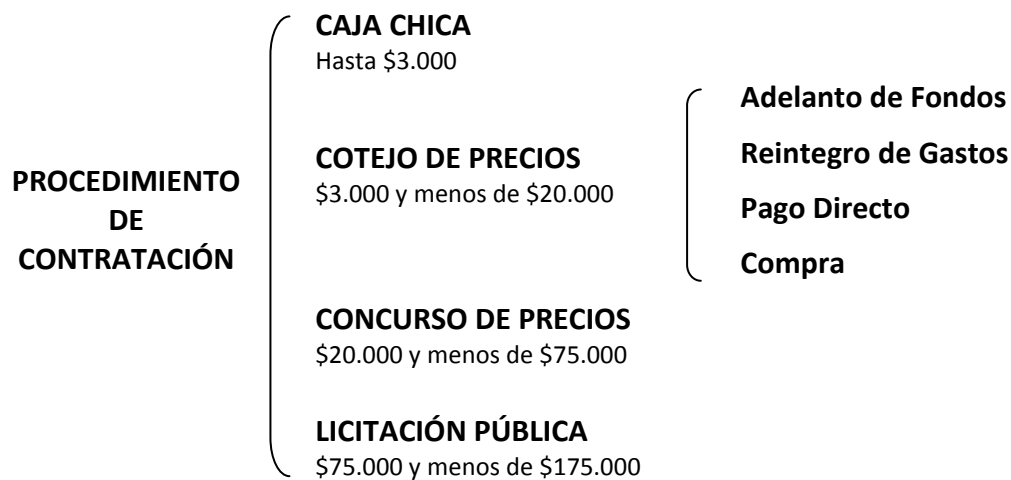 PROCEDIMIENTO
DE
CONTRATACIÓN
CAJA CHICA
Hasta $3.000
COTEJO DE PRECIOS
$3.000 y menos de $20.000
Adelanto de Fondos
Reintegro de Gastos
Pago Directo
Compra
CONCURSO DE PRECIOS
$20.000 y menos de $75.000
LICITACIÓN PÚBLICA
$75.000 y menos de $175.000